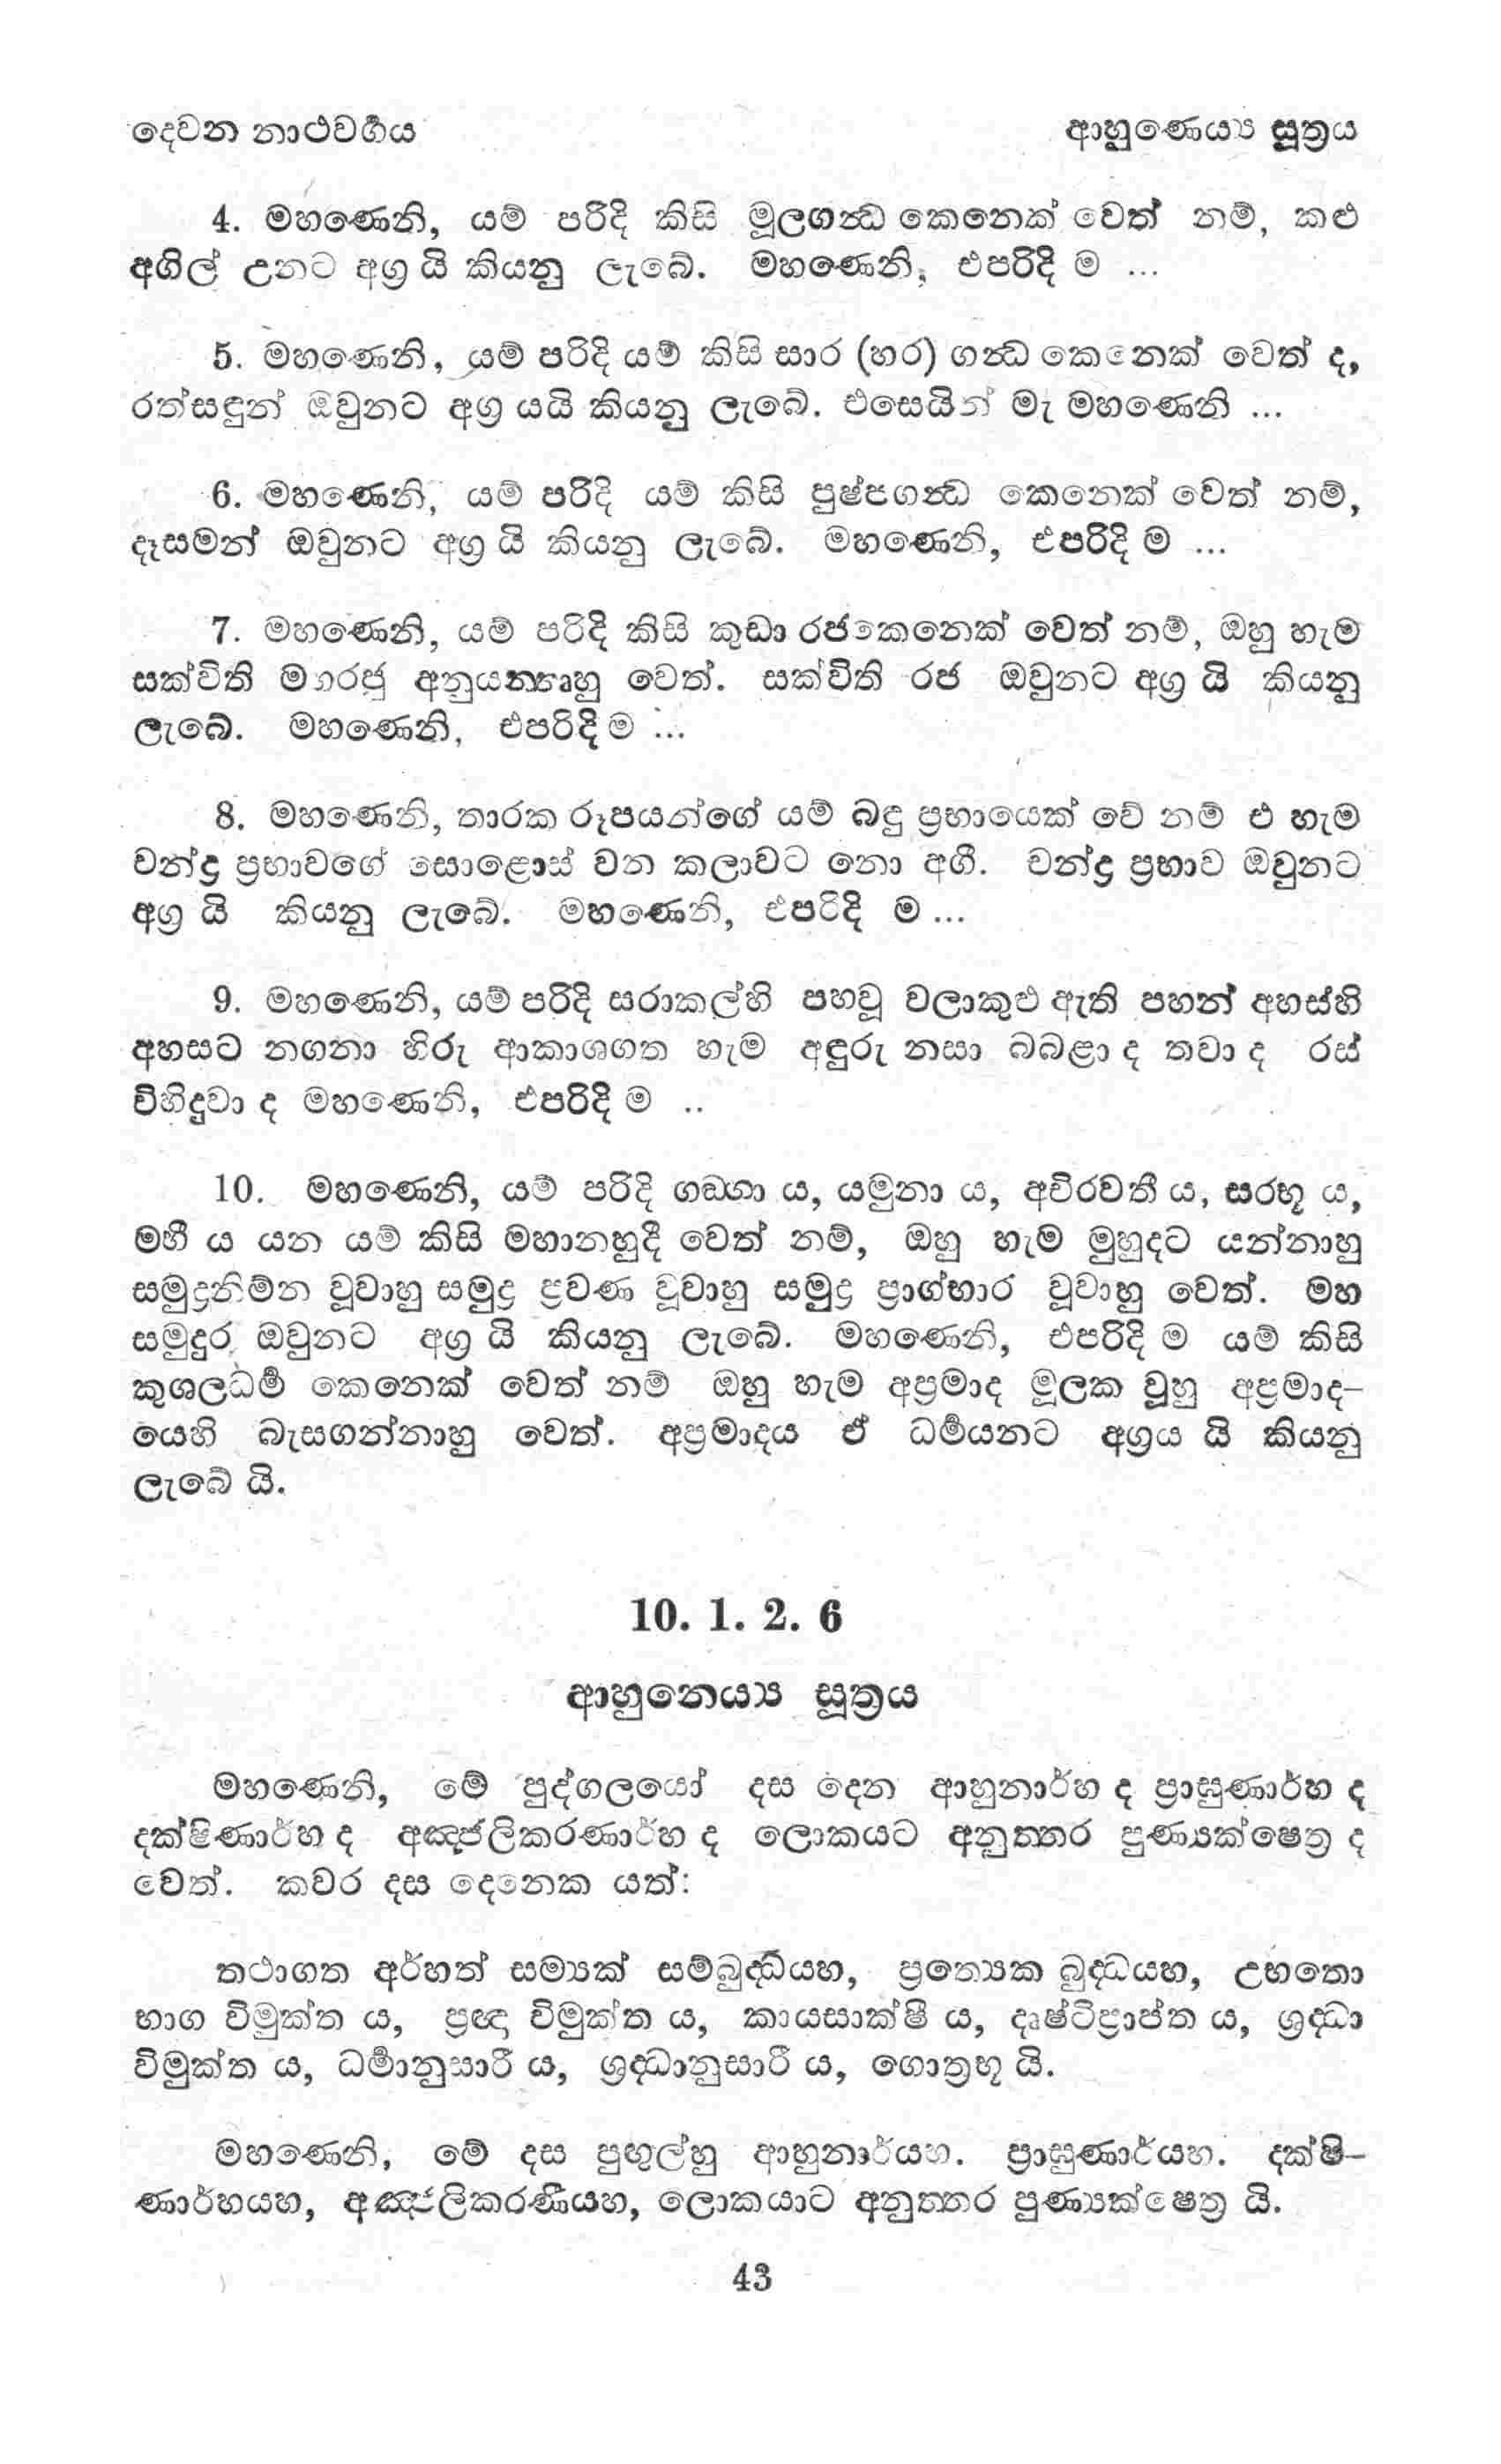 දෙවන නාථවර්‍ගය
ආහුණෙය්‍ය සූත්‍රය
4. මහණෙනි, යම් පරිදි කිසි මූලගන්‍ධ කෙනෙක් වෙත් නම්, කළු
අගිල් උනට අග්‍ර යි කියනු ලැබේ. මහණෙනි, එපරිදි ම ...
5. මහණෙනි, යම් පරිදි යම් කිසි සාර (හර) ගන්‍ධ කෙනෙක් වෙත් ද,
රත්සඳුන් ඔවුනට අග්‍ර යයි කියනු ලැබේ. එසෙයින් මැ මහණෙනි ...
6. මහණෙනි, යම් පරිදි යම් කිසි පුෂ්පගන්‍ධ කෙනෙක් වෙත් නම්,
දෑසමන් ඔවුනට අග්‍ර යි කියනු ලැබේ. මහණෙනි, එපරිදි ම ...
7. මහණෙනි, යම් පරිදි කිසි කුඩා රජකෙනෙක් වෙත් නම්, ඔහු හැම
සක්විති මහරජු අනුයන්‍තෘහු වෙත්. සක්විති රජ ඔවුනට අග්‍ර යි කියනු
ලැබේ. මහණෙනි, එපරිදි ම ...
8. මහණෙනි, තාරක රූපයන්ගේ යම් බඳු ප්‍රභායෙක් වේ නම් එ හැම
චන්ද්‍ර ප්‍රභාවගේ සොළොස් වන කලාවට නො අගී. චන්ද්‍ර ප්‍රභාව ඔවුනට
අග්‍ර යි කියනු ලැබේ. මහණෙනි, එපරිදි ම ...
9. මහණෙනි, යම් පරිදි සරාකල්හි පහවූ වලාකුළු ඇති පහන් අහස්හි
අහසට නගනා හිරු ආකාශගත හැම අඳුරු නසා බබළා ද තවා ද රස්
විහිදුවා ද මහණෙනි, එපරිදි ම ..
10. මහණෙනි, යම් පරිදි ගඞ්ගා ය, යමුනා ය, අචිරවතී ය, සරභූ ය,
මහී ය යන යම් කිසි මහානහුදී වෙත් නම්, ඔහු හැම මුහුදට යන්නාහු
සමුද්‍රනිම්න වූවාහු සමුද්‍ර ප්‍රවණ වූවාහු සමුද්‍ර ප්‍රාග්භාර වූවාහු වෙත්. මහ
සමුදුර ඔවුනට අග්‍ර යි කියනු ලැබේ. මහණෙනි, එපරිදි ම යම් කිසි
කුශලධර්‍ම කෙනෙක් වෙත් නම් ඔහු හැම අප්‍රමාද මූලක වූහු අප්‍රමාද-
යෙහි බැසගන්නාහු වෙත්. අප්‍රමාදය ඒ ධර්‍මයනට අග්‍රය යි කියනු
ලැබේ යි.
10. 1. 2. 6
ආහුනෙය්‍ය සූත්‍රය
මහණෙනි, මේ පුද්ගලයෝ දස දෙන ආහුනාර්හ ද ප්‍රාඝුණාර්හ ද
දක්ෂිණාර්හ ද අඤ්ජලිකරණාර්හ ද ලොකයට අනුත්‍තර පුණ්‍යක්ෂෙත්‍ර ද
වෙත්. කවර දස දෙනෙක යත්:
තථාගත අර්හත් සම්‍යක් සම්බුද්‍ධයහ, ප්‍රත්‍යෙක බුද්‍ධයහ, උභතො
භාග විමුක්ත ය, ප්‍රඥා විමුක්ත ය, කායසාක්ෂී ය, දෘෂ්ටිප්‍රාප්ත ය, ශ්‍රද්‍ධා
විමුක්ත ය, ධර්‍මානුසාරී ය, ශ්‍රද්‍ධානුසාරී ය, ගොත්‍රභූ යි.
මහණෙනි, මේ දස පුඟුල්හු ආහුනාර්යහ. ප්‍රාඝුණාර්යහ. දක්ෂි-
ණාර්හයහ, අඤ්ජලිකරණීයහ, ලොකයාට අනුත්‍තර පුණ්‍යක්ෂෙත්‍ර යි.
43